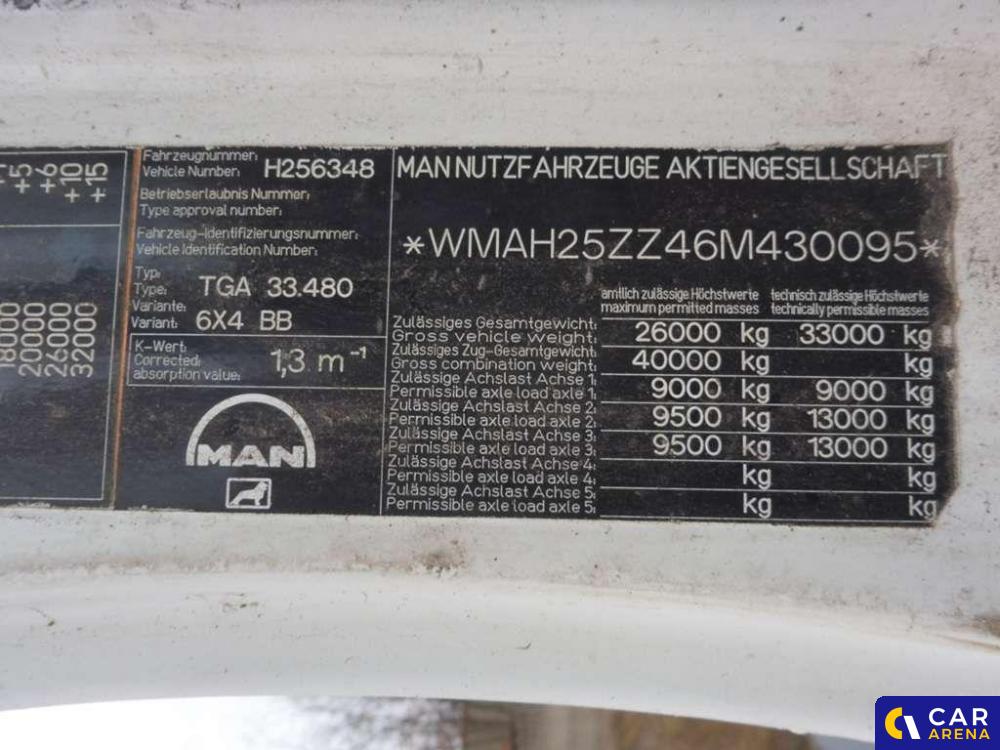 +5
+6
+10
+15
18000
20000
26000
32000
Fahrzeugnummer:
Vehicle Number: H256348
Betriebserlaubnis Nummer:
Type approval number:
Fahrzeug-Identifizierungsnummer:
Vehicle Identification Number:
Typ:
Type: TGA 33.480
Variante:
Variant: 6X4 BB
K-Wert:
Corrected
absorption value: 1,3 m⁻¹
MAN
MAN NUTZFAHRZEUGE AKTIENGESELLSCHAFT
*WMAH25ZZ46M430095*
amtlich zulässige Höchstwerte technisch zulässige Höchstwerte
maximum permitted masses technically permissible masses
Zulässiges Gesamtgewicht:
Gross vehicle weight: 26000 kg 33000 kg
Zulässiges Zug-Gesamtgewicht:
Gross combination weight: 40000 kg kg
Zulässige Achslast Achse 1:
Permissible axle load axle 1: 9000 kg 9000 kg
Zulässige Achslast Achse 2:
Permissible axle load axle 2: 9500 kg 13000 kg
Zulässige Achslast Achse 3:
Permissible axle load axle 3: 9500 kg 13000 kg
Zulässige Achslast Achse 4:
Permissible axle load axle 4: kg kg
Zulässige Achslast Achse 5:
Permissible axle load axle 5: kg kg
CAR
ARENA